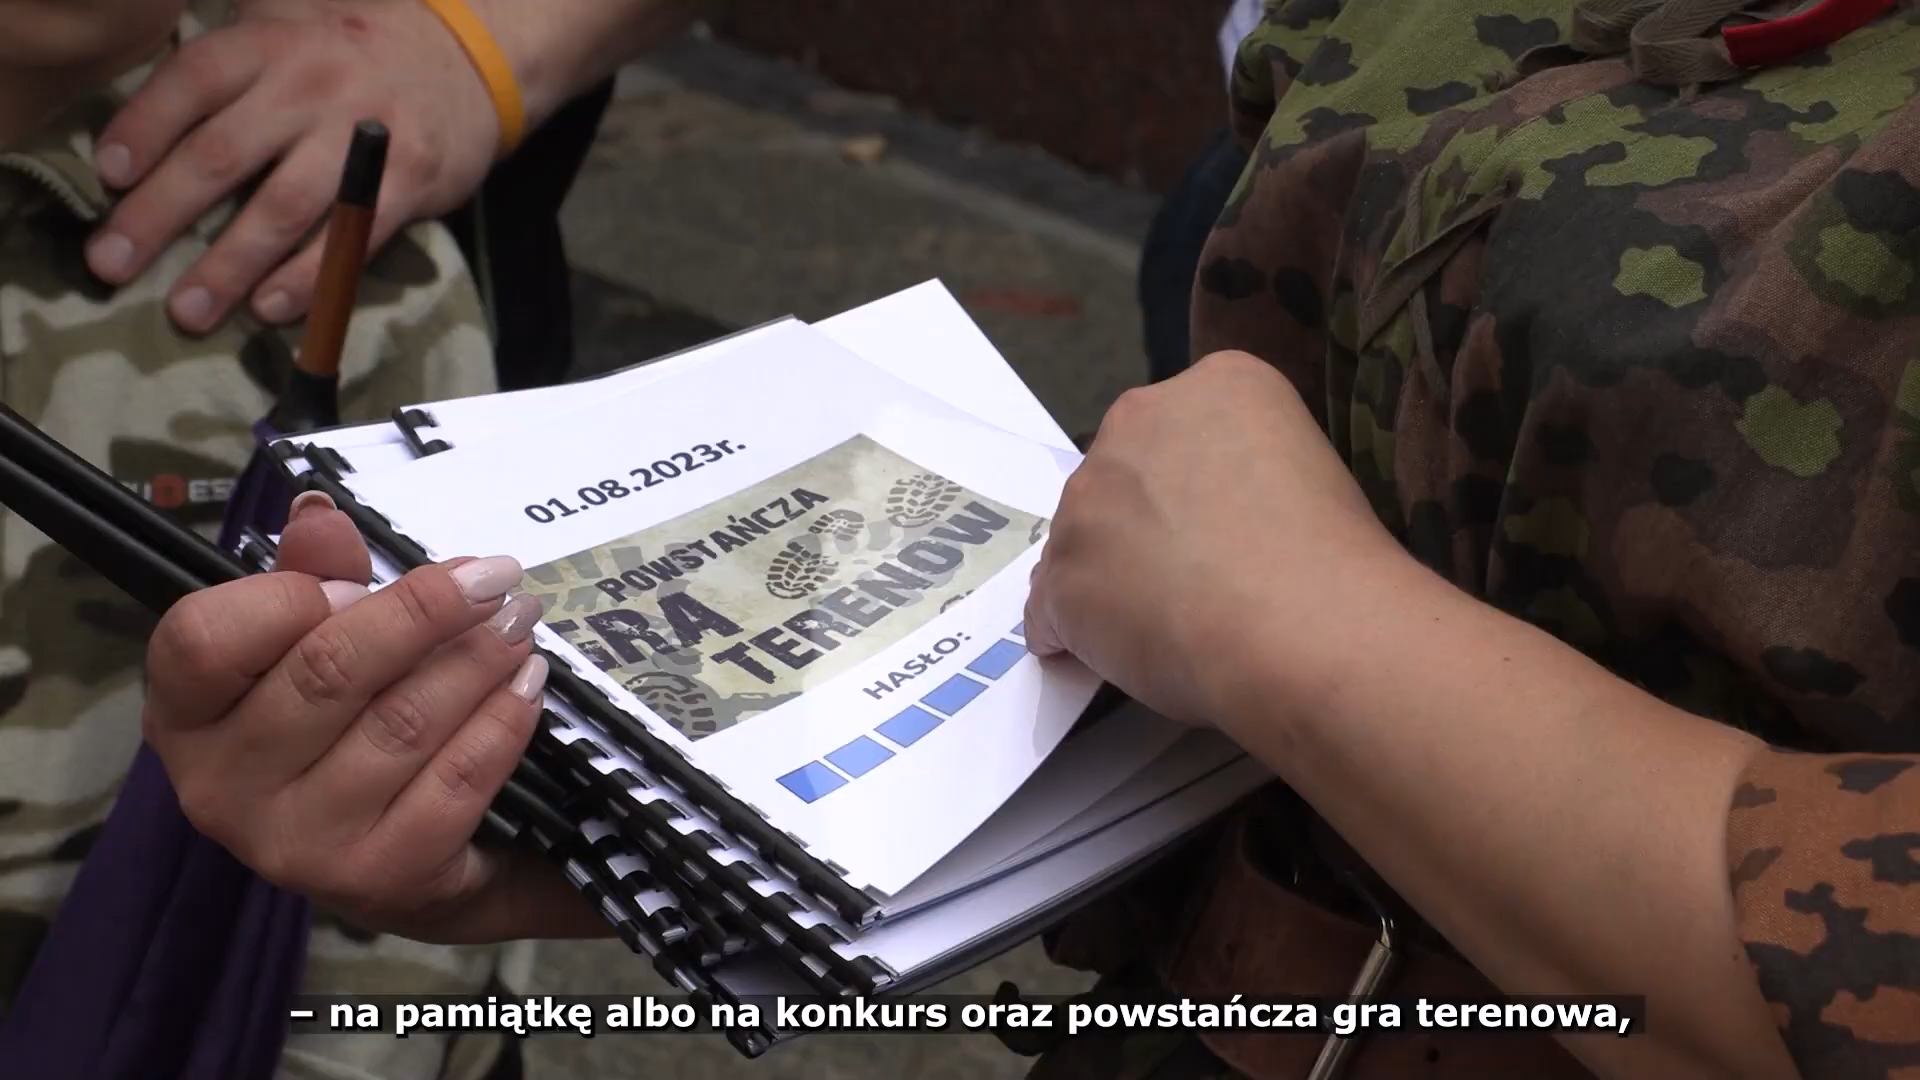 01.08.2023r.
POWSTAŃCZA
GRA
TERENOW
HASŁO:
– na pamiątkę albo na konkurs oraz powstańcza gra terenowa,